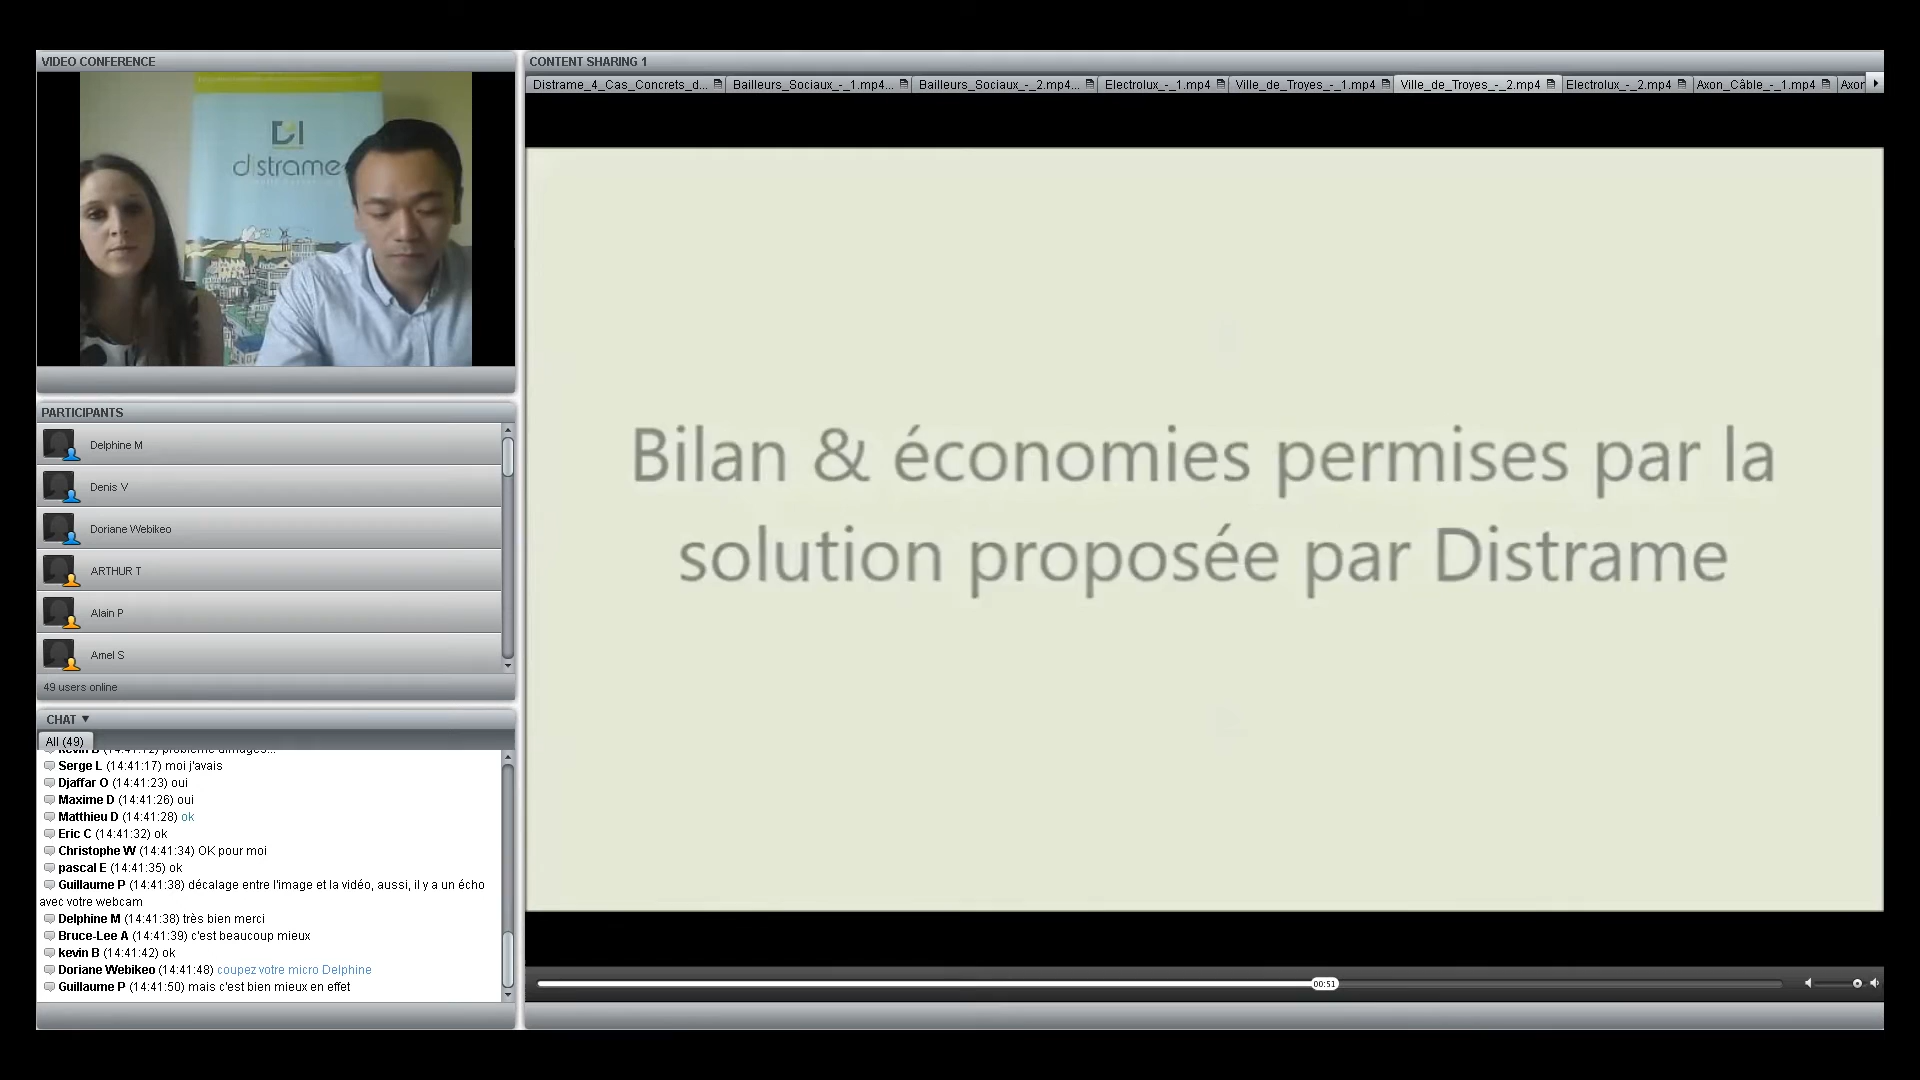 VIDEO CONFERENCE
distrame
PARTICIPANTS
Delphine M
Denis V
Doriane Webikeo
ARTHUR T
Alain P
Amel S
49 users online
CHAT
All (49)
kevin B (14:41:12) problème d'images...
Serge L (14:41:17) moi j'avais
Djaffar O (14:41:23) oui
Maxime D (14:41:26) oui
Matthieu D (14:41:28) ok
Eric C (14:41:32) ok
Christophe W (14:41:34) OK pour moi
pascal E (14:41:35) ok
Guillaume P (14:41:38) décalage entre l'image et la vidéo, aussi, il y a un écho
avec votre webcam
Delphine M (14:41:38) très bien merci
Bruce-Lee A (14:41:39) c'est beaucoup mieux
kevin B (14:41:42) ok
Doriane Webikeo (14:41:48) coupez votre micro Delphine
Guillaume P (14:41:50) mais c'est bien mieux en effet
CONTENT SHARING 1
Distrame_4_Cas_Concrets_d... Bailleurs_Sociaux_-_1.mp4... Bailleurs_Sociaux_-_2.mp4... Electrolux_-_1.mp4 Ville_de_Troyes_-_1.mp4 Ville_de_Troyes_-_2.mp4 Electrolux_-_2.mp4 Axon_Câble_-_1.mp4 Axor
Bilan & économies permises par la
solution proposée par Distrame
00:51